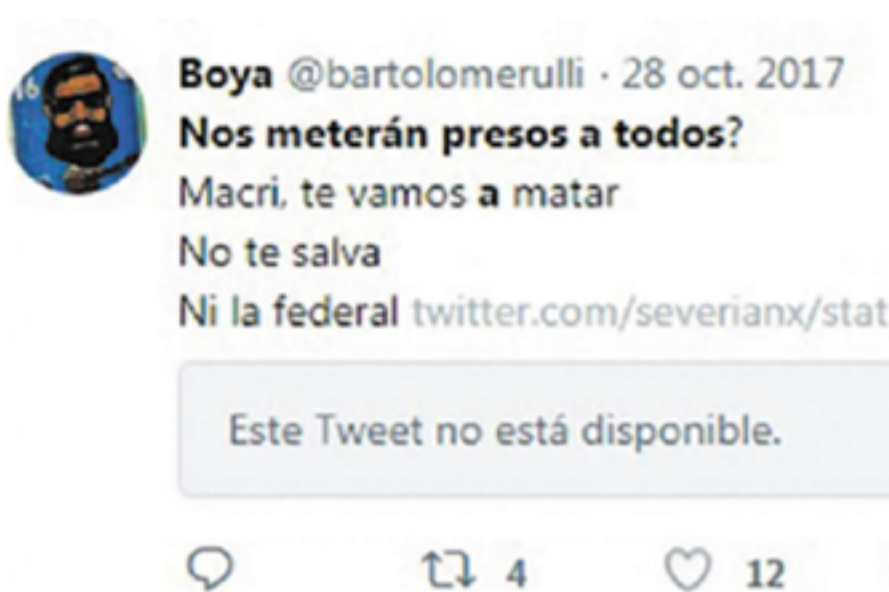 Boya @bartolomerulli · 28 oct. 2017
Nos meterán presos a todos?
Macri, te vamos a matar
No te salva
Ni la federal twitter.com/severianx/stat
Este Tweet no está disponible.
4 12